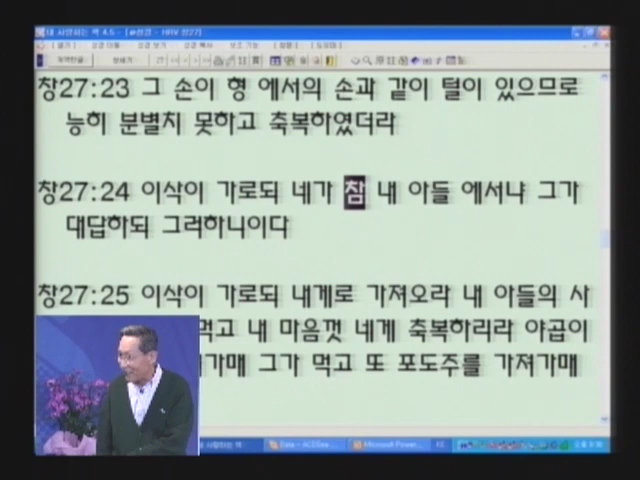 창27:23 그 손이 형 에서의 손과 같이 털이 있으므로
능히 분별치 못하고 축복하였더라
창27:24 이삭이 가로되 네가 참 내 아들 에서냐 그가
대답하되 그러하니이다
창27:25 이삭이 가로되 내게로 가져오라 내 아들의 사
먹고 내 마음껏 네게 축복하리라 야곱이
가매 그가 먹고 또 포도주를 가져가매
Microsoft Power...